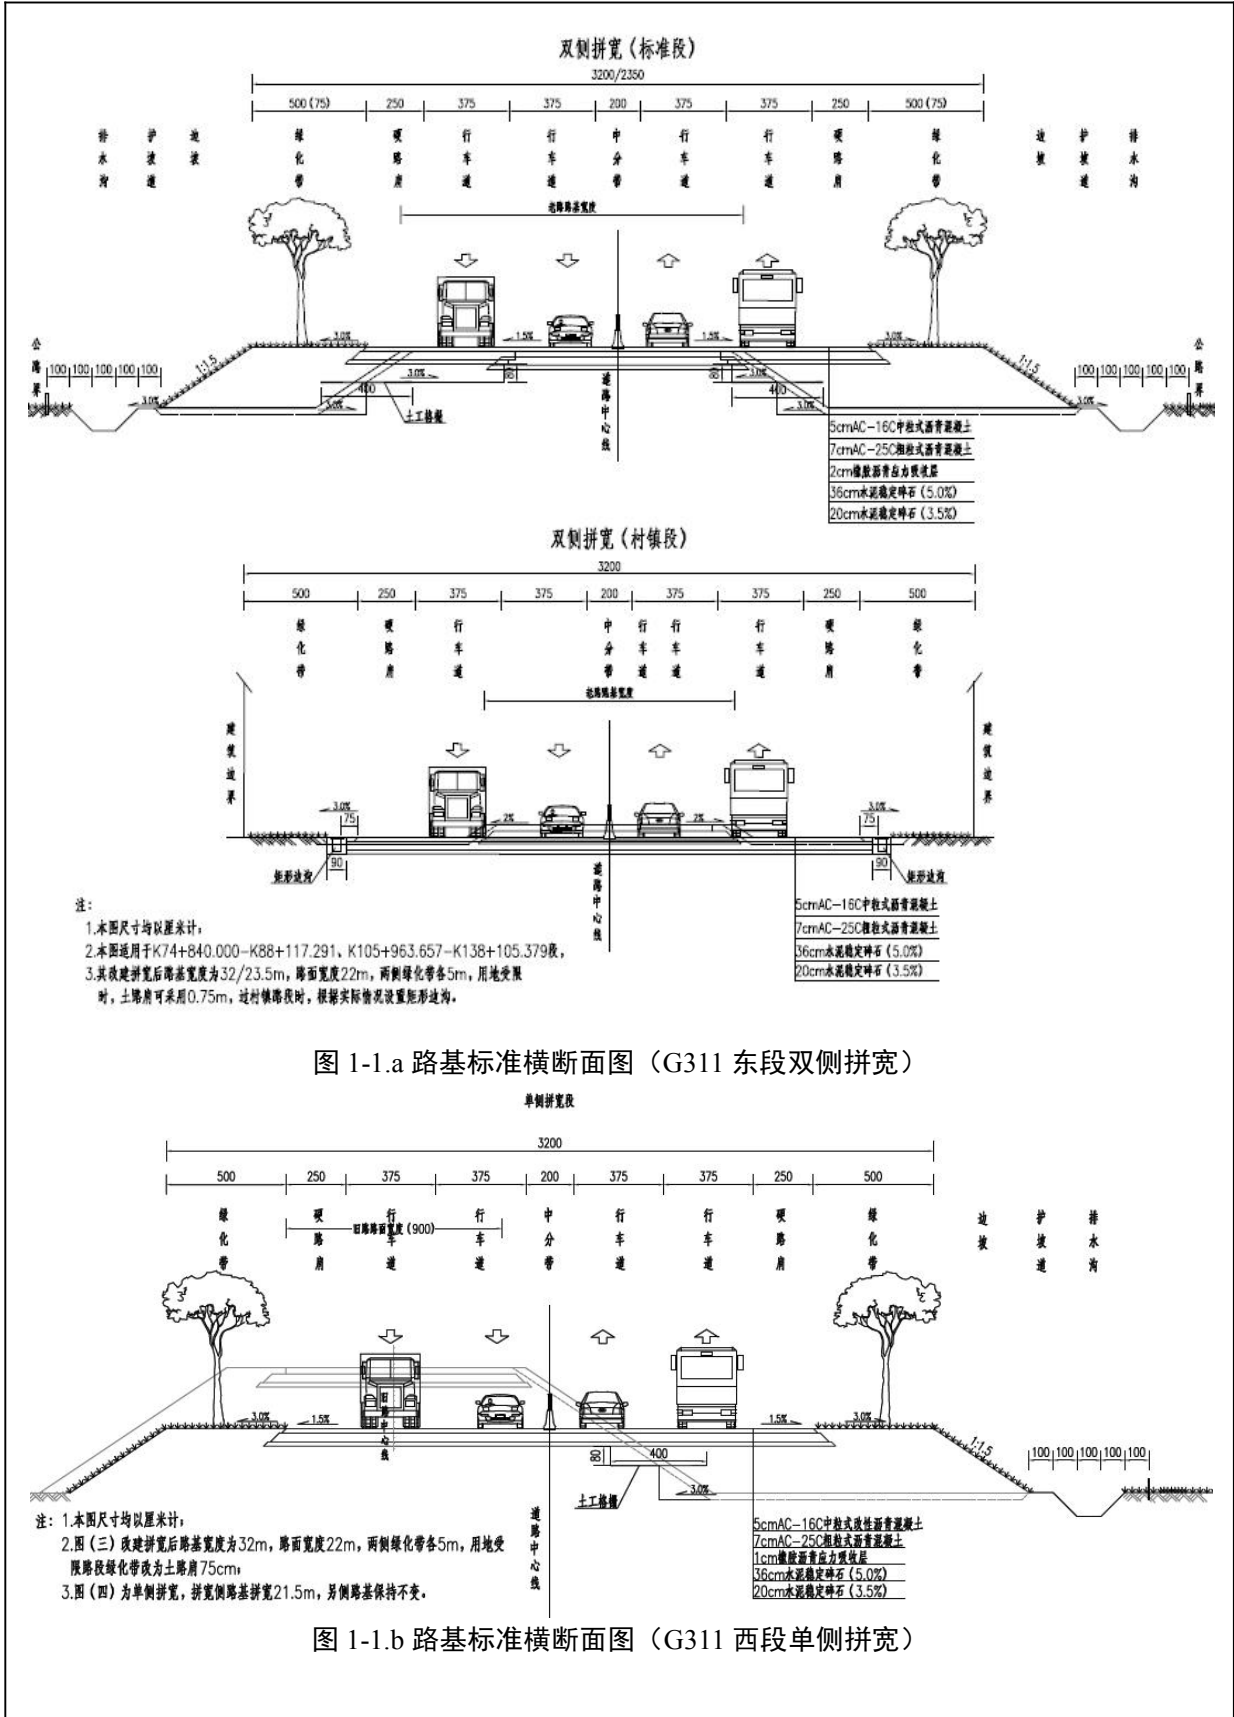 双侧拼宽（标准段）
3200/2350
500(75) 250 375 375 200 375 375 250 500(75)
排水沟 护坡道 边坡 绿化带 硬路肩 行车道 行车道 中分带 行车道 行车道 硬路肩 绿化带 边坡 护坡道 排水沟
老路路基宽度
3.0% 1.5% 1.5% 3.0%
公路界 公路界
100 100 100 100 100 1:1.5 1:1.5 100 100 100 100 100
3.0% 80 80 3.0%
3.0% 400 400 3.0%
3.0% 3.0%
土工格栅
道路中心线
5cmAC-16C中粒式沥青混凝土
7cmAC-25C粗粒式沥青混凝土
2cm橡胶沥青应力吸收层
36cm水泥稳定碎石(5.0%)
20cm水泥稳定碎石(3.5%)
双侧拼宽（村镇段）
3200
500 250 375 375 200 375 375 250 500
绿化带 硬路肩 行车道 中分带 行车道 行车道 行车道 硬路肩 绿化带
老路路基宽度
建筑边界 建筑边界
3.0% 3.0%
75 2% 2% 75
90 90
矩形边沟 矩形边沟
道路中心线
5cmAC-16C中粒式沥青混凝土
7cmAC-25C粗粒式沥青混凝土
36cm水泥稳定碎石(5.0%)
20cm水泥稳定碎石(3.5%)
注：
1.本图尺寸均以厘米计；
2.本图适用于K74+840.000-K88+117.291、K105+963.657-K138+105.379段，
3.其改建拼宽后路基宽度为32/23.5m，路面宽度22m，两侧绿化带各5m，用地受限
时，土路肩可采用0.75m，过村镇路段时，根据实际情况设置矩形边沟。
图 1-1.a 路基标准横断面图（G311 东段双侧拼宽）
单侧拼宽段
3200
500 250 375 375 200 375 375 250 500
绿化带 硬路肩 行车道 行车道 中分带 行车道 行车道 硬路肩 绿化带 边坡 护坡道 排水沟
旧路路面宽度(900)
旧路中心线
3.0% 1.5% 1.5% 3.0%
80 400 1:1.5 100 100 100 100 100
3.0%
土工格栅
道路中心线
5cmAC-16C中粒式改性沥青混凝土
7cmAC-25C粗粒式沥青混凝土
1cm橡胶沥青应力吸收层
36cm水泥稳定碎石(5.0%)
20cm水泥稳定碎石(3.5%)
注：1.本图尺寸均以厘米计；
2.图（三）改建拼宽后路基宽度为32m，路面宽度22m，两侧绿化带各5m，用地受
限路段绿化带改为土路肩75cm；
3.图（四）为单侧拼宽，拼宽侧路基拼宽21.5m，另侧路基保持不变。
图 1-1.b 路基标准横断面图（G311 西段单侧拼宽）